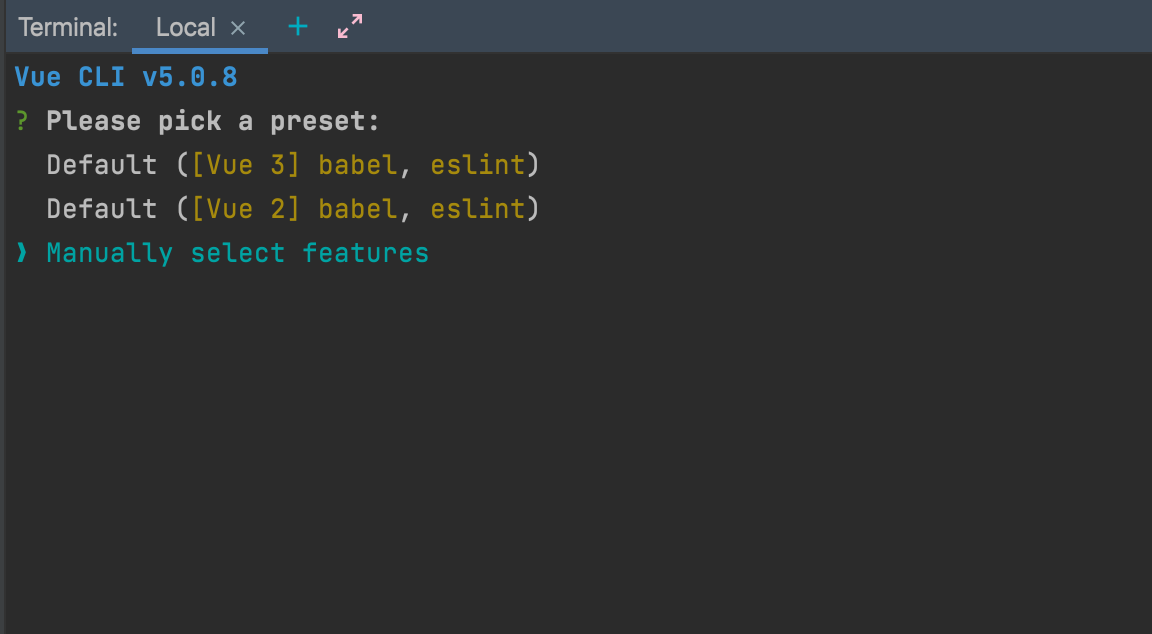 Terminal: Local × +
Vue CLI v5.0.8
? Please pick a preset:
Default ([Vue 3] babel, eslint)
Default ([Vue 2] babel, eslint)
❯ Manually select features